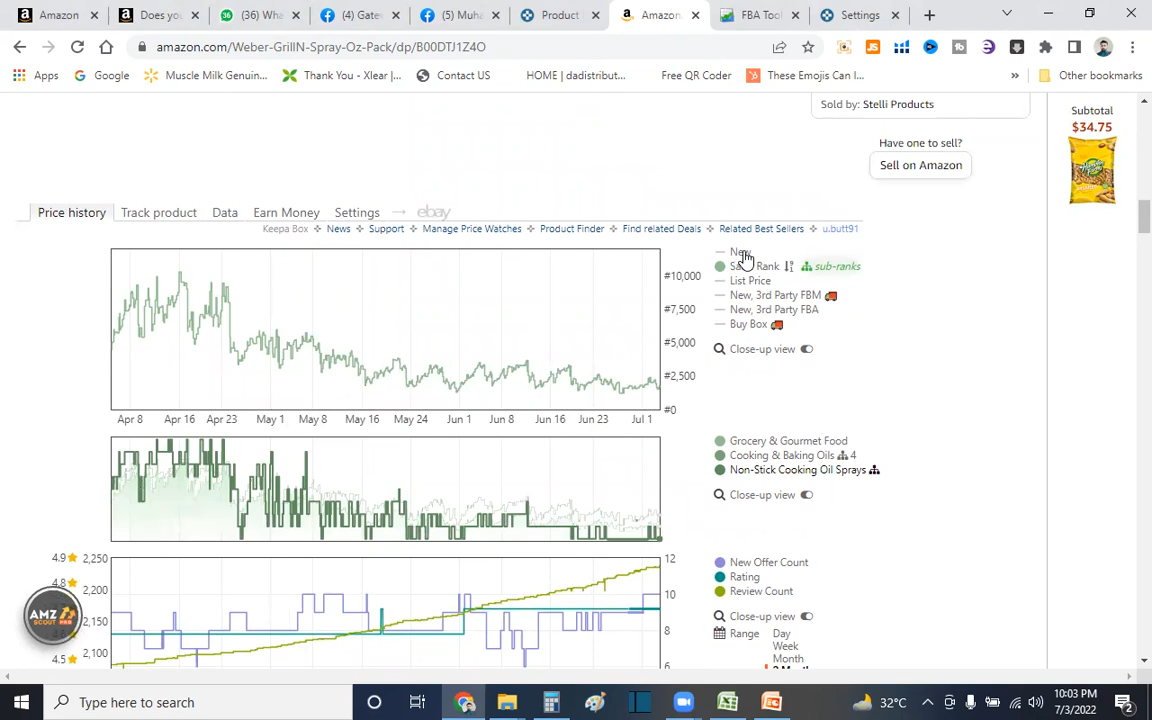 Amazon
Does yo
(36) Wha
(4) Gatew
(5) Muha
Product
Amazon.
FBA Tool
Settings
amazon.com/Weber-GrillN-Spray-Oz-Pack/dp/B00DTJ1Z4O
Apps
Google
Muscle Milk Genuin...
Thank You - Xlear |...
Contact US
HOME | dadistribut...
Free QR Coder
These Emojis Can I...
»
Other bookmarks
Sold by: Stelli Products
Subtotal
$34.75
Have one to sell?
Sell on Amazon
Price history
Track product
Data
Earn Money
Settings
ebay
Keepa Box
News
Support
Manage Price Watches
Product Finder
Find related Deals
Related Best Sellers
u.butt91
New
Sales Rank
sub-ranks
List Price
New, 3rd Party FBM
New, 3rd Party FBA
Buy Box
Close-up view
#10,000
#7,500
#5,000
#2,500
#0
Apr 8
Apr 16
Apr 23
May 1
May 8
May 16
May 24
Jun 1
Jun 8
Jun 16
Jun 23
Jul 1
Grocery & Gourmet Food
Cooking & Baking Oils 4
Non-Stick Cooking Oil Sprays
Close-up view
4.9
2,250
12
New Offer Count
4.8
Rating
2,200
10
Review Count
2,150
8
Close-up view
Range
Day
Week
Month
4.5
2,100
6
AMZ
SCOUT PRO
Type here to search
32°C
10:03 PM
7/3/2022
2